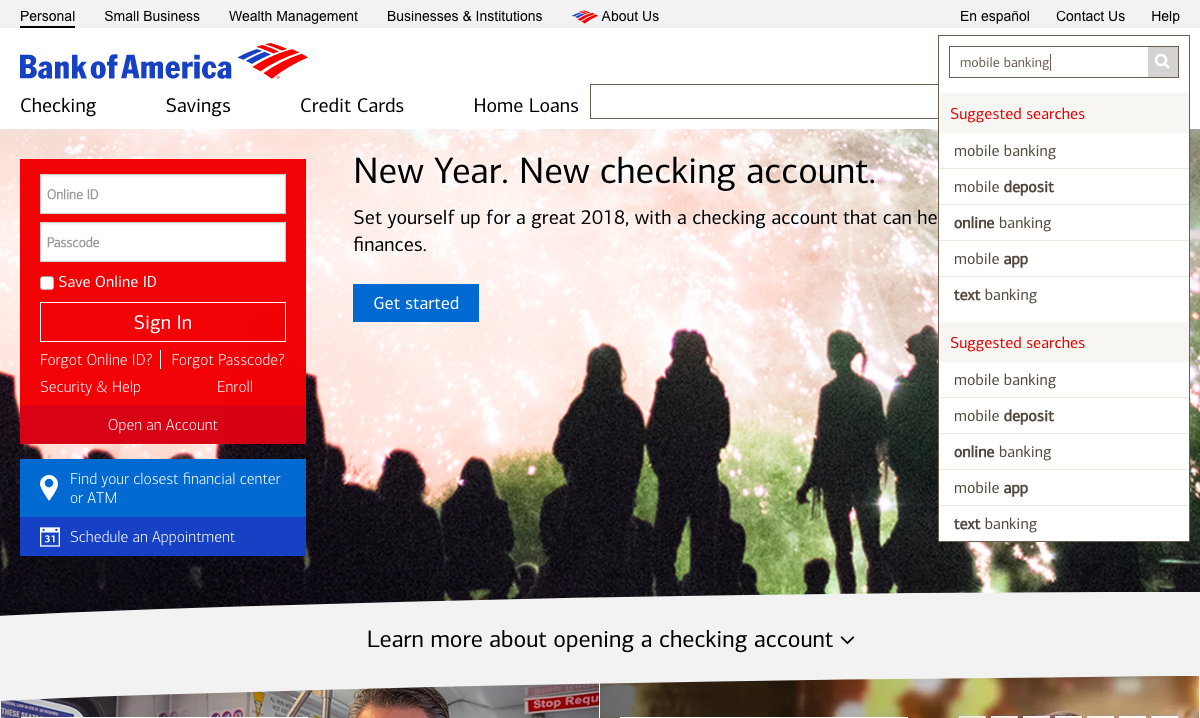 Personal
Small Business
Wealth Management
Businesses & Institutions
About Us
En español
Contact Us
Help
Bank of America
Checking
Savings
Credit Cards
Home Loans
mobile banking
Suggested searches
mobile banking
mobile deposit
online banking
mobile app
text banking
Suggested searches
mobile banking
mobile deposit
online banking
mobile app
text banking
Online ID
Passcode
Save Online ID
Sign In
Forgot Online ID?
Forgot Passcode?
Security & Help
Enroll
Open an Account
Find your closest financial center
or ATM
31
Schedule an Appointment
New Year. New checking account.
Set yourself up for a great 2018, with a checking account that can he
finances.
Get started
Learn more about opening a checking account
THESE SEATS
Stop Requ